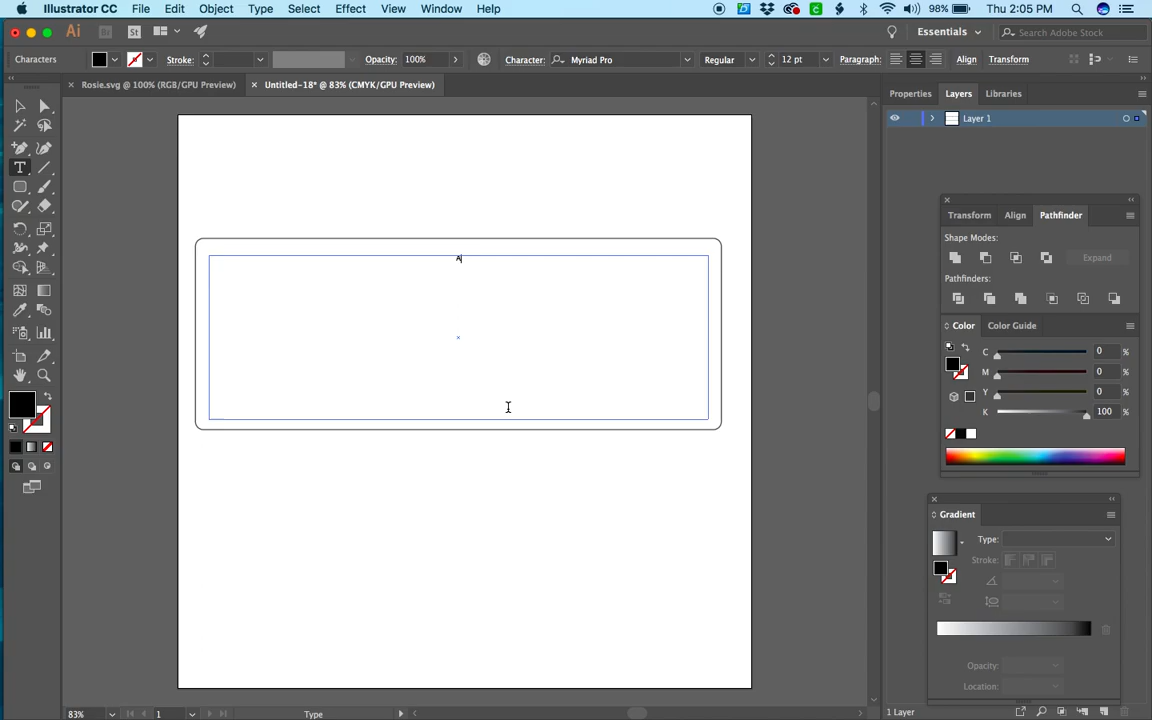 Illustrator CC File Edit Object Type Select Effect View Window Help 98% Thu 2:05 PM
Ai Br St Essentials Search Adobe Stock
Characters Stroke: Opacity: 100% Character: Myriad Pro Regular 12 pt Paragraph: Align Transform
× Rosie.svg @ 100% (RGB/GPU Preview) × Untitled-18* @ 83% (CMYK/GPU Preview)
Properties Layers Libraries
Layer 1
Transform Align Pathfinder
Shape Modes:
Expand
Pathfinders:
A
Color Color Guide
C 0 %
M 0 %
Y 0 %
K 100 %
Gradient
Type:
Stroke:
Opacity:
Location:
83% 1 Type 1 Layer